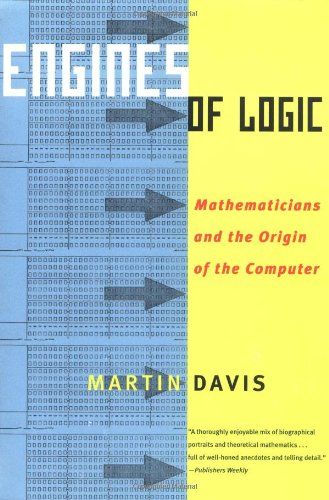 ENGINES
OF LOGIC
Mathematicians
and the Origin
of the Computer
MARTIN DAVIS
"A thoroughly enjoyable mix of biographical
portraits and theoretical mathematics . . .
full of well-honed anecdotes and telling detail."
—Publishers Weekly